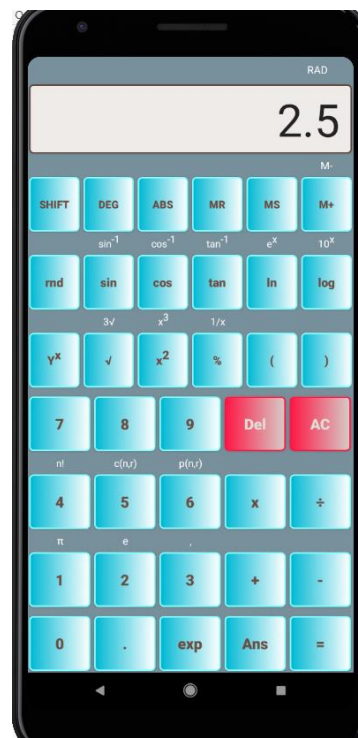 RAD
2.5
M-
SHIFT DEG ABS MR MS M+
sin-1 cos-1 tan-1 eX 10X
rnd sin cos tan ln log
3√ x3 1/x
YX √ x2 % ( )
7 8 9 Del AC
n! c(n,r) p(n,r)
4 5 6 x ÷
π e ,
1 2 3 + -
0 . exp Ans =